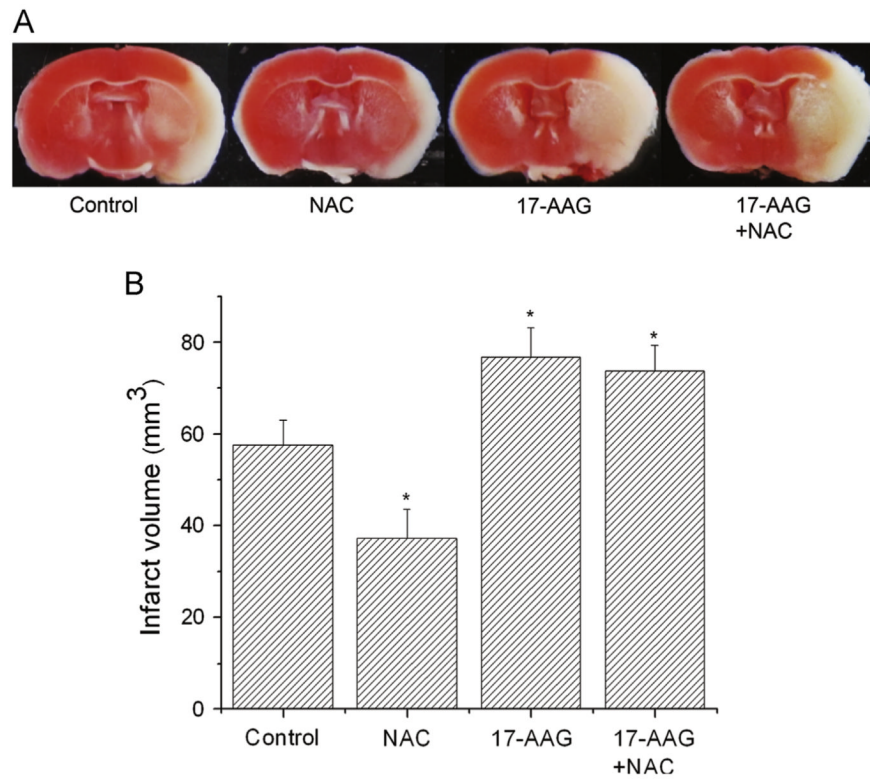 A
Control
NAC
17-AAG
17-AAG
+NAC
B
Infarct volume (mm³)
80
60
40
20
0
*
*
*
Control
NAC
17-AAG
17-AAG
+NAC